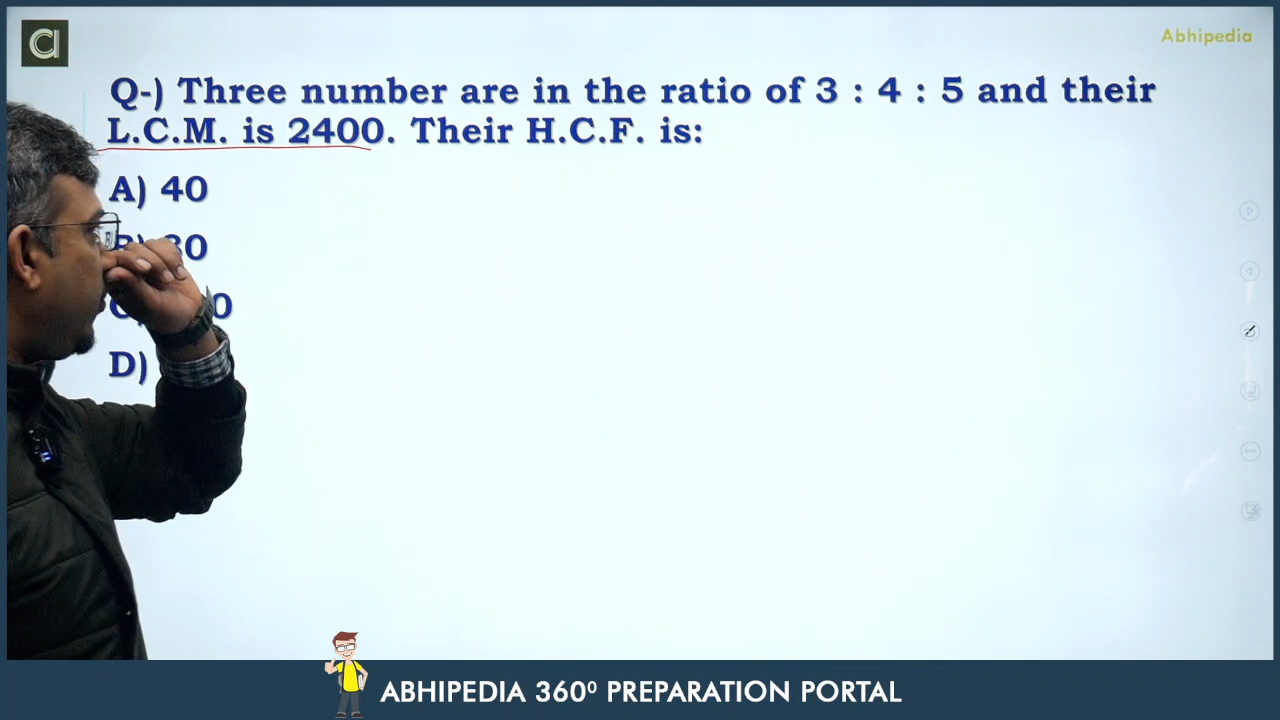 Abhipedia
Q-) Three number are in the ratio of 3 : 4 : 5 and their
L.C.M. is 2400. Their H.C.F. is:
A) 40
D)
ABHIPEDIA 360⁰ PREPARATION PORTAL